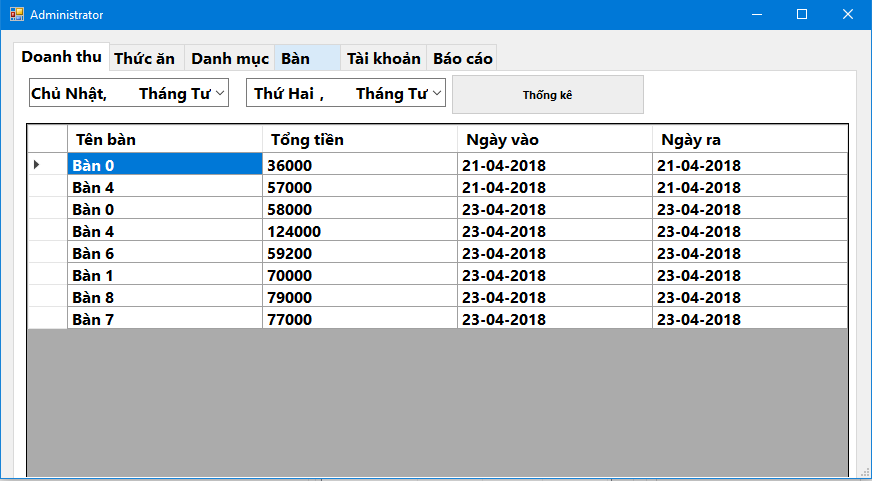 Administrator
Doanh thu Thức ăn Danh mục Bàn Tài khoản Báo cáo
Chủ Nhật, Tháng Tư Thứ Hai , Tháng Tư Thống kê
Tên bàn Tổng tiền Ngày vào Ngày ra
Bàn 0 36000 21-04-2018 21-04-2018
Bàn 4 57000 21-04-2018 21-04-2018
Bàn 0 58000 23-04-2018 23-04-2018
Bàn 4 124000 23-04-2018 23-04-2018
Bàn 6 59200 23-04-2018 23-04-2018
Bàn 1 70000 23-04-2018 23-04-2018
Bàn 8 79000 23-04-2018 23-04-2018
Bàn 7 77000 23-04-2018 23-04-2018